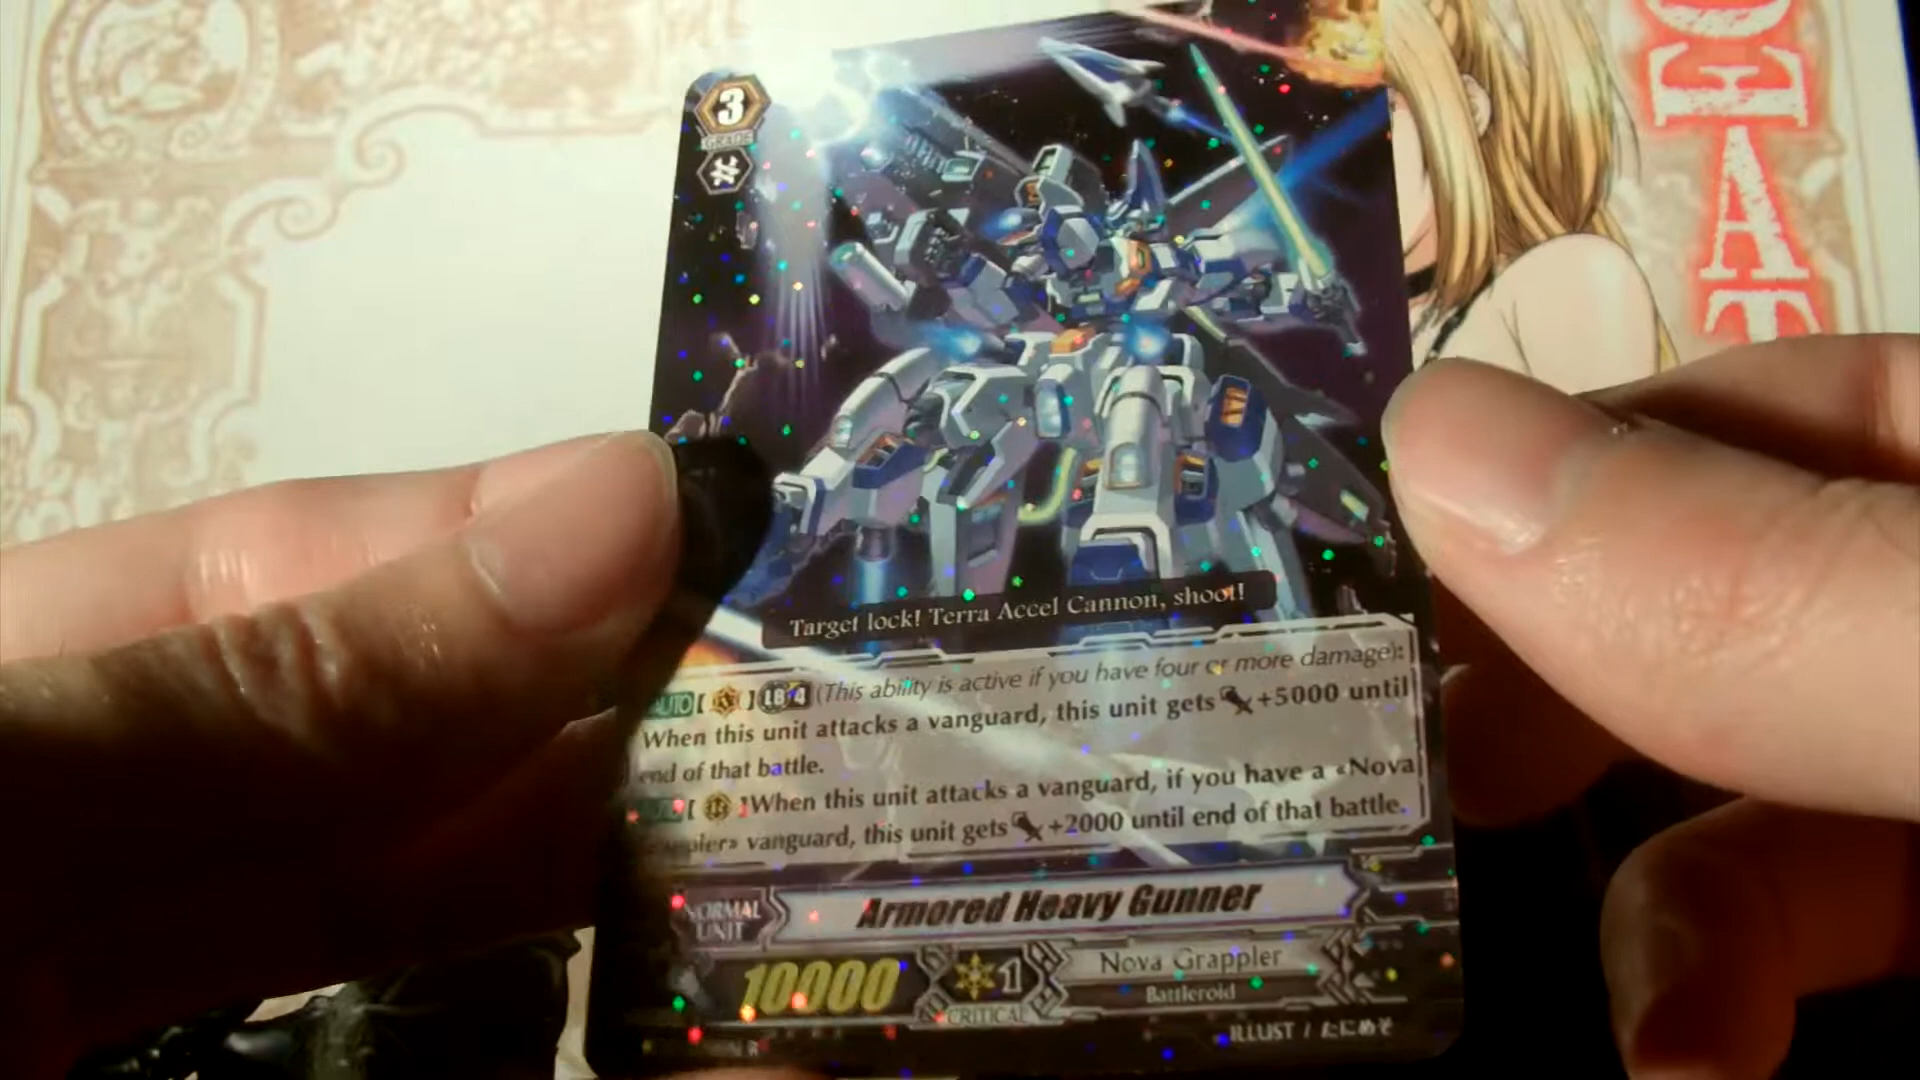 EAT
3
GRADE
Target lock! Terra Accel Cannon, shoot!
AUTO [ ] LB 4 (This ability is active if you have four or more damage):
When this unit attacks a vanguard, this unit gets +5000 until
end of that battle.
[ ] When this unit attacks a vanguard, if you have a «Nova
vanguard, this unit gets +2000 until end of that battle.
NORMAL
UNIT
Armored Heavy Gunner
10000
1
CRITICAL
Nova Grappler
Battleroid
ILLUST / たにめそ